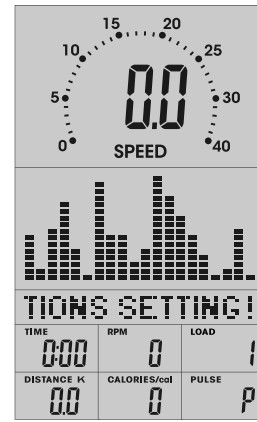 15 20
10 25
5 30
0 40
0.0
SPEED
TIONS SETTING!
TIME RPM LOAD
0:00 0 1
DISTANCE K CALORIES/cal PULSE
0.0 0 P